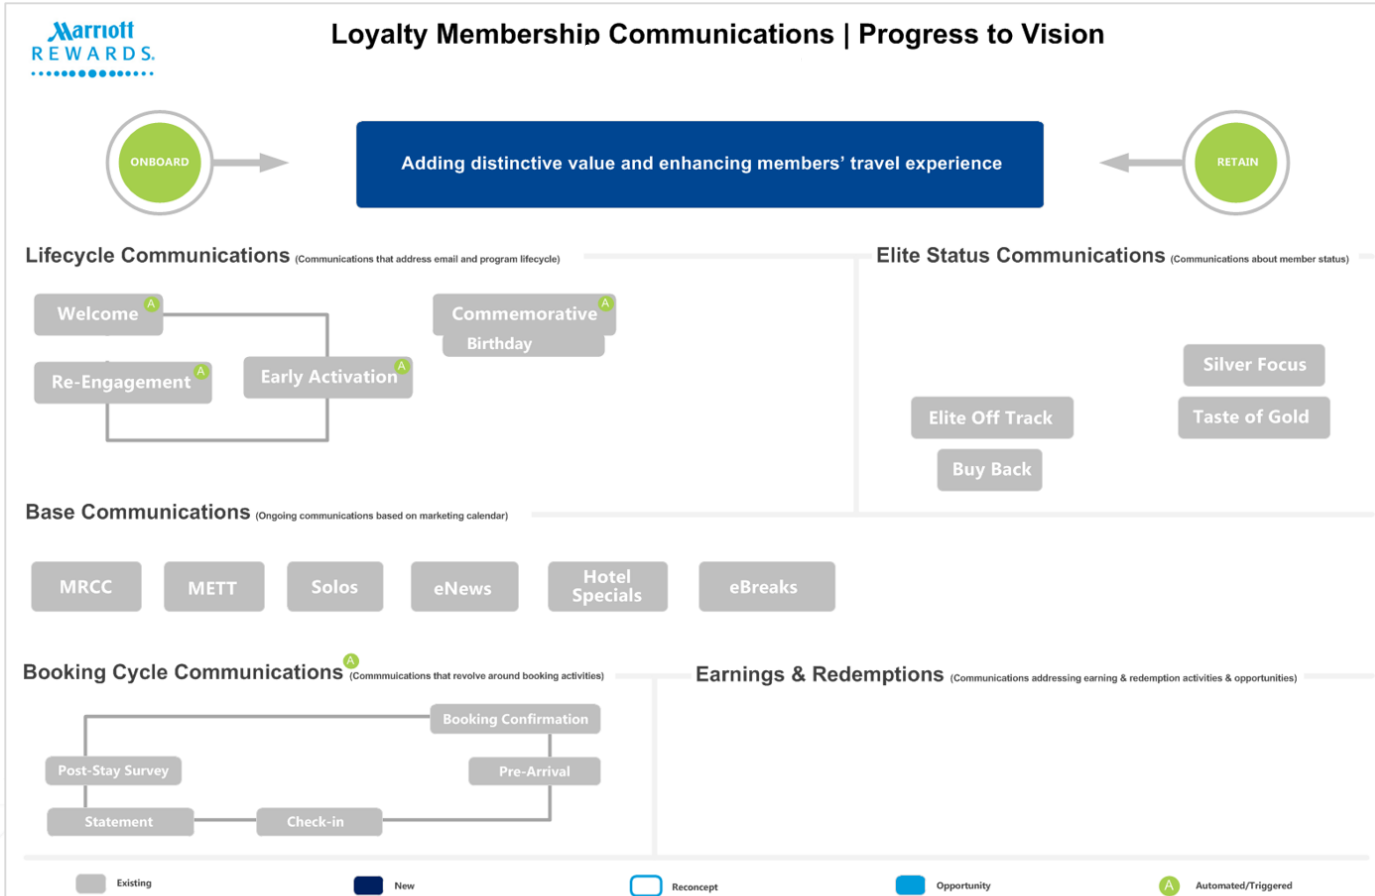 Marriott
REWARDS.
Loyalty Membership Communications | Progress to Vision
ONBOARD
Adding distinctive value and enhancing members' travel experience
RETAIN
Lifecycle Communications (Communications that address email and program lifecycle)
Elite Status Communications (Communications about member status)
Welcome A
Commemorative A
Birthday
Re-Engagement A
Early Activation A
Silver Focus
Elite Off Track
Taste of Gold
Buy Back
Base Communications (Ongoing communications based on marketing calendar)
MRCC
METT
Solos
eNews
Hotel
Specials
eBreaks
Booking Cycle Communications A (Commmuications that revolve around booking activities)
Earnings & Redemptions (Communications addressing earning & redemption activities & opportunities)
Booking Confirmation
Post-Stay Survey
Pre-Arrival
Statement
Check-in
Existing
New
Reconcept
Opportunity
A Automated/Triggered